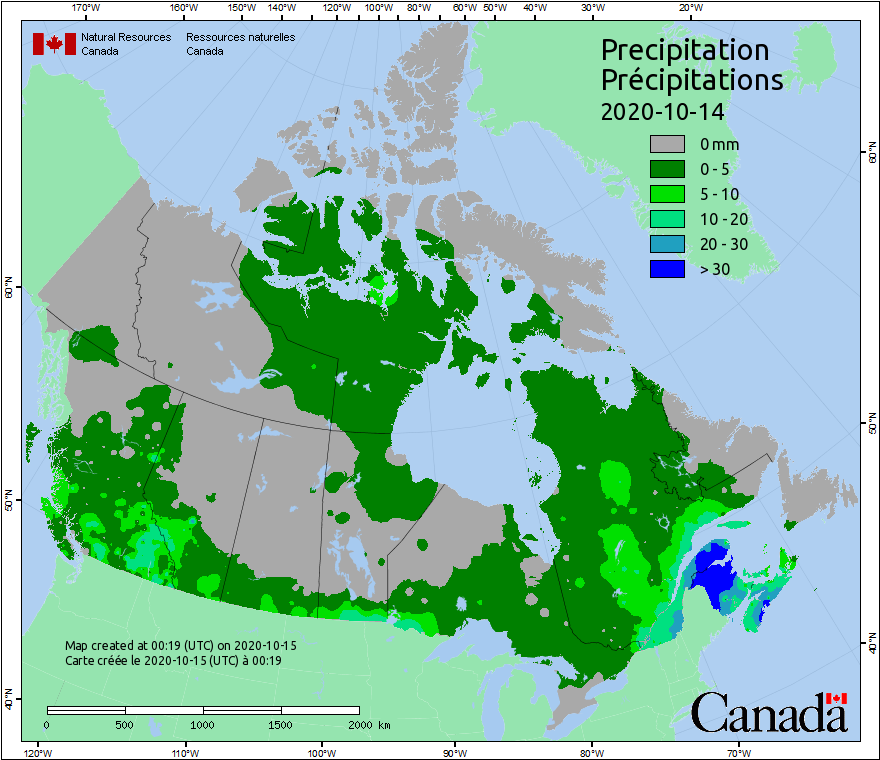 170°W 160°W 150°W 140°W 130°W 120°W 110°W 100°W 90°W 80°W 60°W 50°W 40°W 30°W 20°W
Natural Resources Ressources naturelles
Canada Canada
Precipitation
Précipitations
2020-10-14
0 mm
0 - 5
5 - 10
10 - 20
20 - 30
> 30
60°N
50°N
40°N
60°N
50°N
40°N
Map created at 00:19 (UTC) on 2020-10-15
Carte créée le 2020-10-15 (UTC) à 00:19
0 500 1000 1500 2000 km
Canada
120°W 110°W 100°W 90°W 80°W 70°W